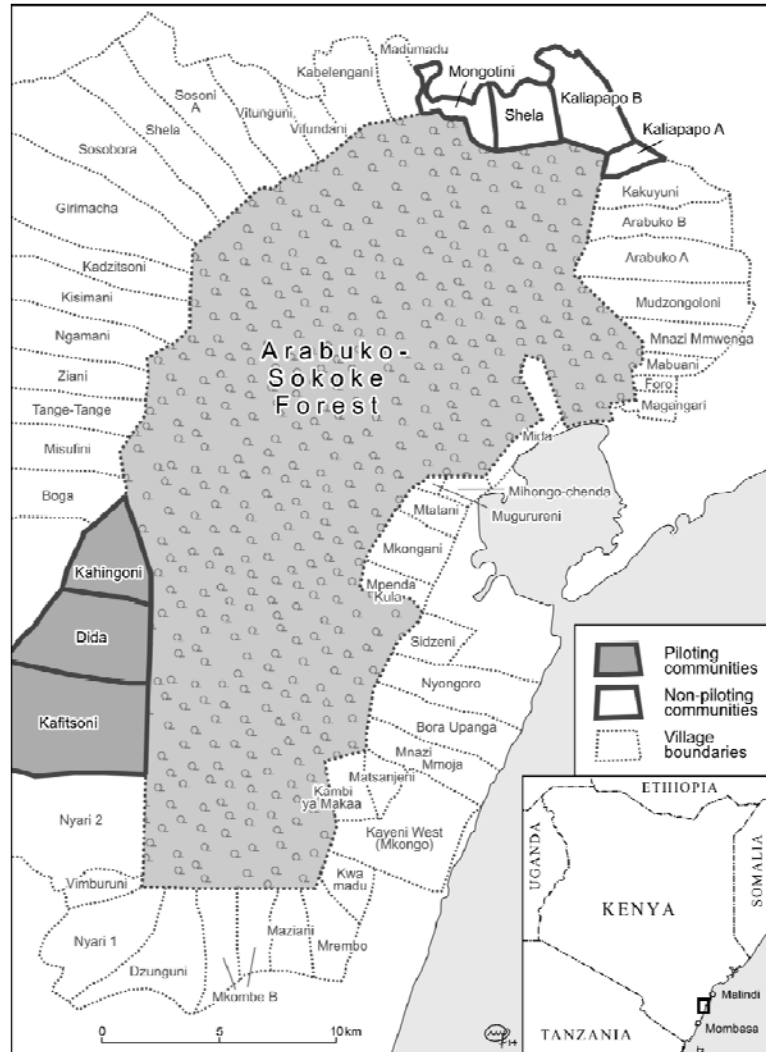 Madumadu
Kabelengani
Mongotini
Sosoni
A
Kaliapapo B
Vitunguni
Shela
Vifundani
Shela
Kaliapapo A
Sosobora
Kakuyuni
Girimacha
Arabuko B
Arabuko A
Kadzitsoni
Mudzongoloni
Kisimani
Ngamani
Mnazi Mmwenga
Arabuko-
Sokoke
Forest
Mabuani
Ziani
Foro
Tange-Tange
Magangari
Mida
Misufini
Mihongo-chenda
Boga
Mtatani
Mugurureni
Mkongani
Kahingoni
Mpenda
Kula
Dida
Sidzeni
Nyongoro
Kafitsoni
Bora Upanga
Mnazi
Mmoja
Matsanjeni
Kambi
ya Makaa
Nyari 2
Kayeni West
(Mkongo)
Vimburuni
Kwa
madu
Nyari 1
Maziani
Mrembo
Dzunguni
Mkombe B
0 5 10km
Piloting
communities
Non-piloting
communities
Village
boundaries
ETHIOPIA
UGANDA
SOMALIA
KENYA
Malindi
Mombasa
TANZANIA